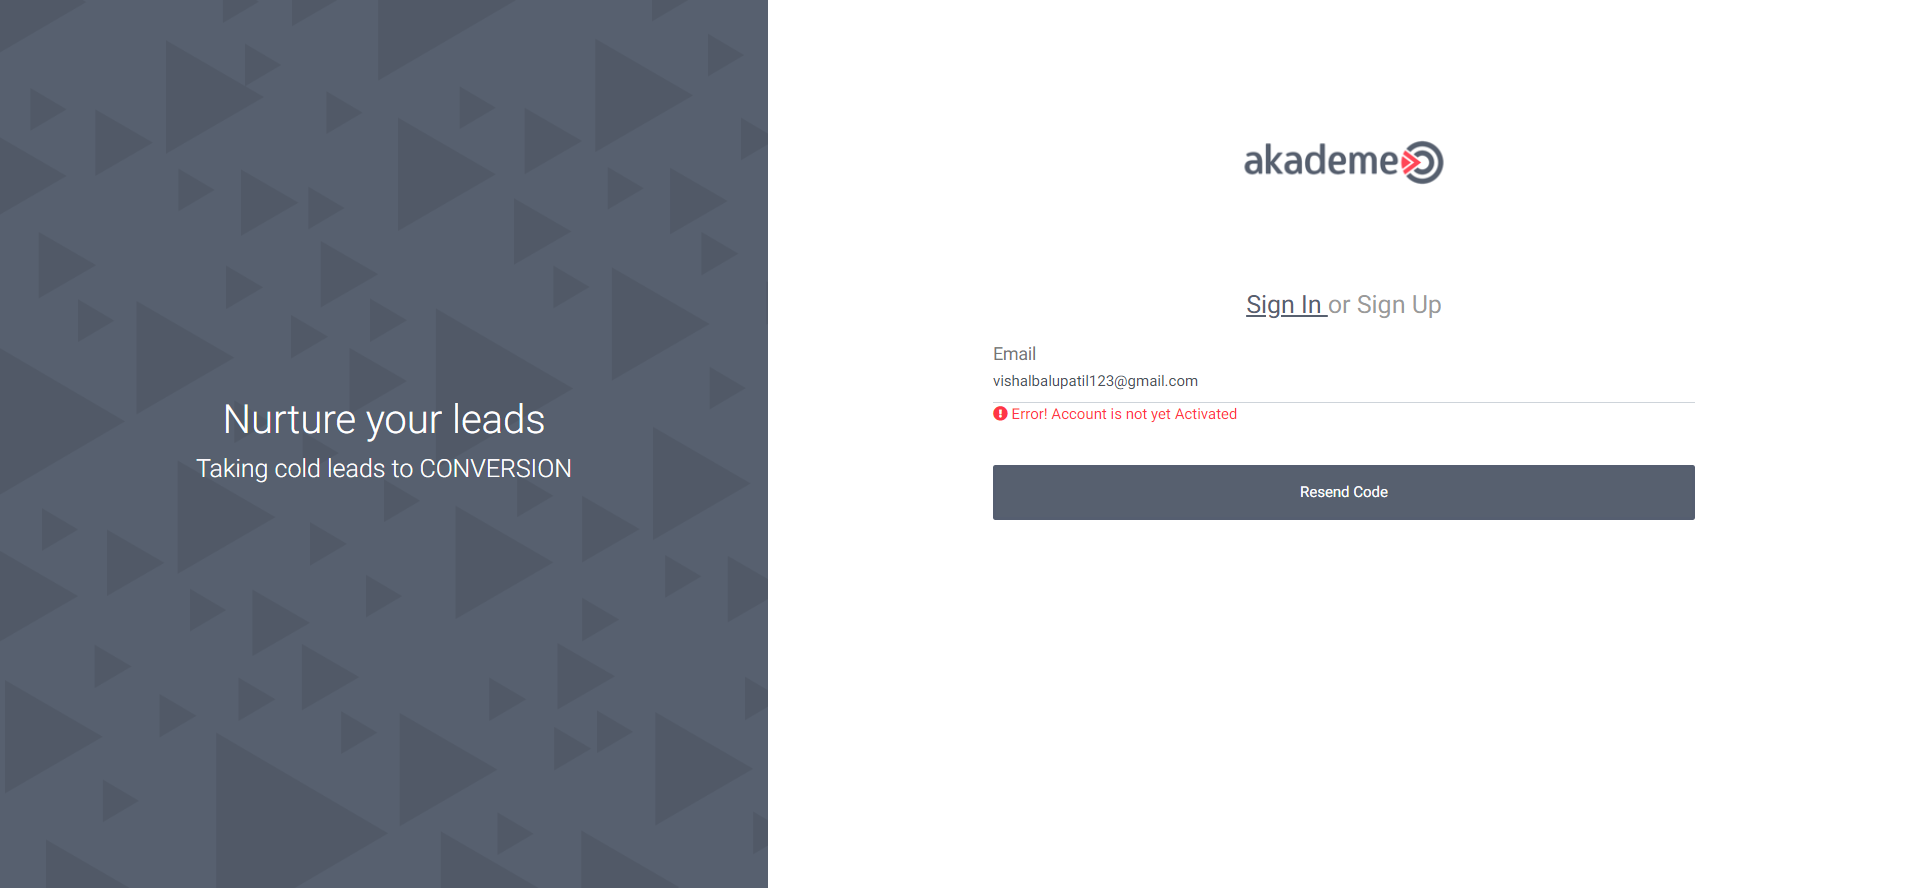 Nurture your leads
Taking cold leads to CONVERSION
akademe
Sign In or Sign Up
Email
vishalbalupatil123@gmail.com
Error! Account is not yet Activated
Resend Code